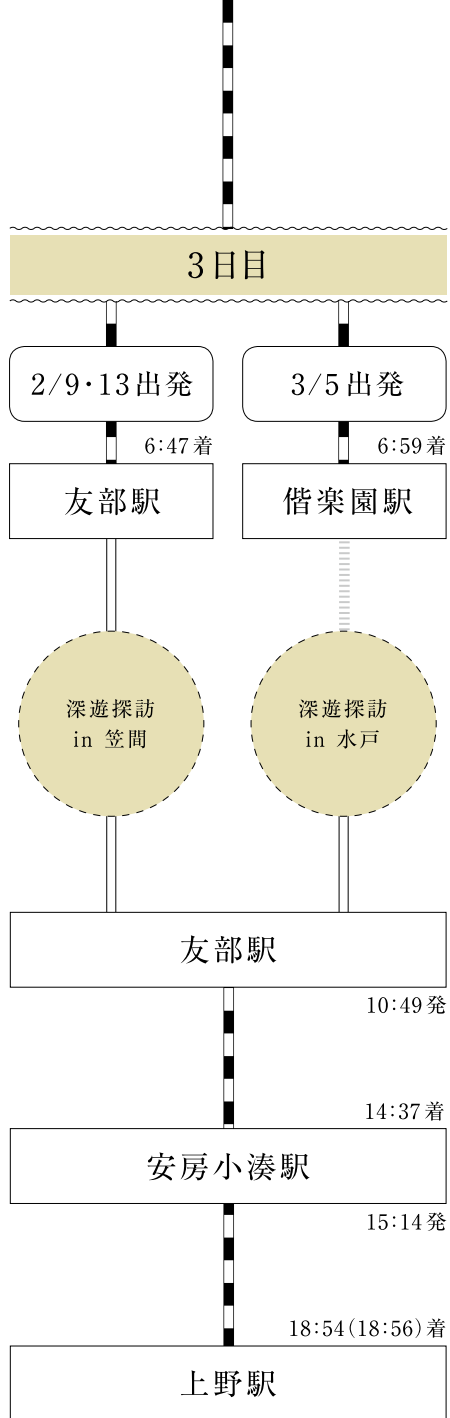 3日目
2/9・13出発
6:47着
友部駅
深遊探訪
in 笠間
3/5出発
6:59着
偕楽園駅
深遊探訪
in 水戸
友部駅
10:49発
14:37着
安房小湊駅
15:14発
18:54(18:56)着
上野駅